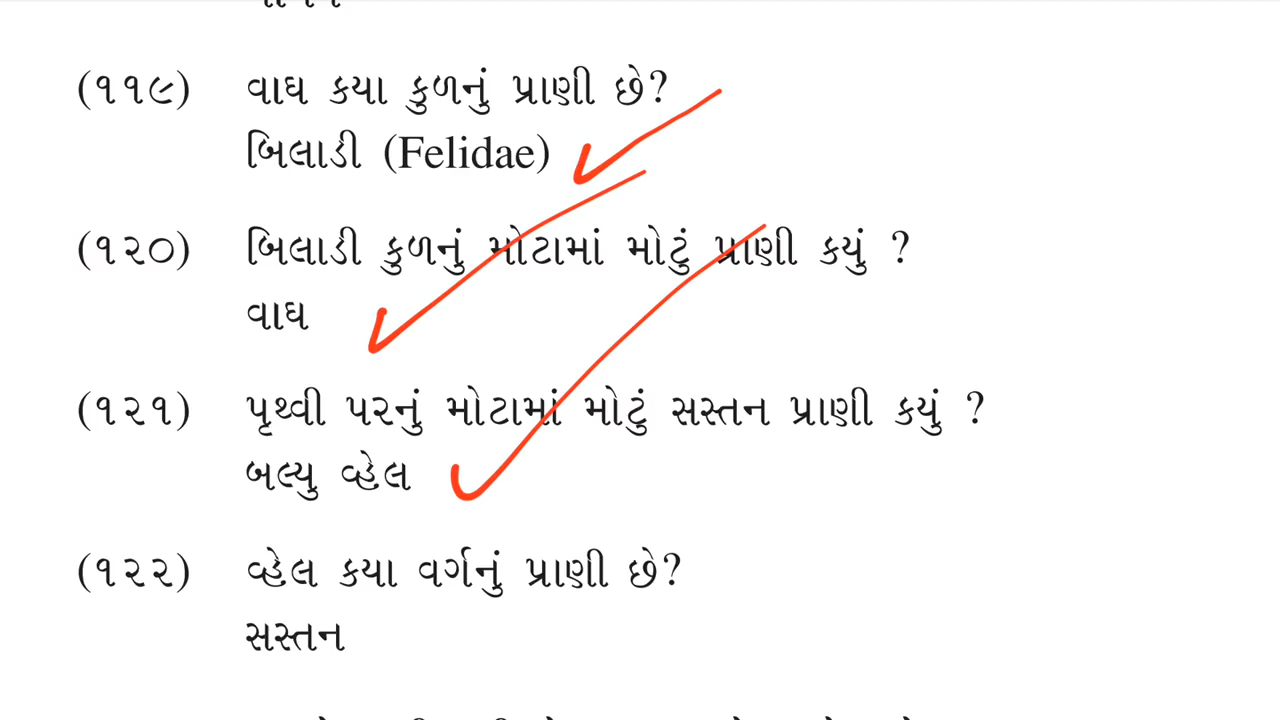 (૧૧૯) વાઘ કયા કુળનું પ્રાણી છે?
બિલાડી (Felidae)
(૧૨૦) બિલાડી કુળનું મોટામાં મોટું પ્રાણી કયું ?
વાઘ
(૧૨૧) પૃથ્વી પરનું મોટામાં મોટું સસ્તન પ્રાણી કયું ?
બલ્યુ વ્હેલ
(૧૨૨) વ્હેલ કયા વર્ગનું પ્રાણી છે?
સસ્તન